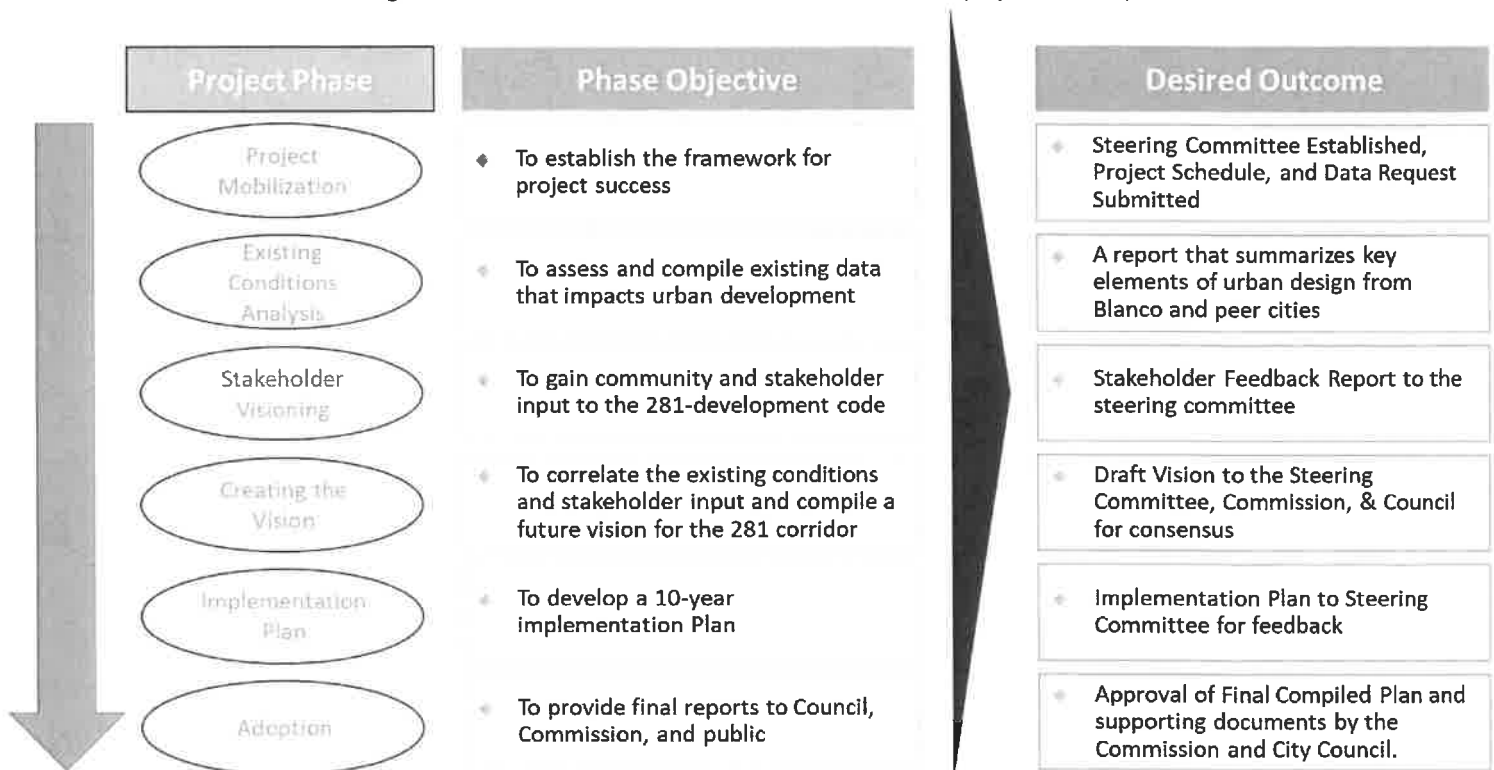 Project Phase
Phase Objective
Desired Outcome
Project
Mobilization
To establish the framework for
project success
Steering Committee Established,
Project Schedule, and Data Request
Submitted
Existing
Conditions
Analysis
To assess and compile existing data
that impacts urban development
A report that summarizes key
elements of urban design from
Blanco and peer cities
Stakeholder
Visioning
To gain community and stakeholder
input to the 281-development code
Stakeholder Feedback Report to the
steering committee
Creating the
Vision
To correlate the existing conditions
and stakeholder input and compile a
future vision for the 281 corridor
Draft Vision to the Steering
Committee, Commission, & Council
for consensus
Implementation
Plan
To develop a 10-year
implementation Plan
Implementation Plan to Steering
Committee for feedback
Adoption
To provide final reports to Council,
Commission, and public
Approval of Final Compiled Plan and
supporting documents by the
Commission and City Council.